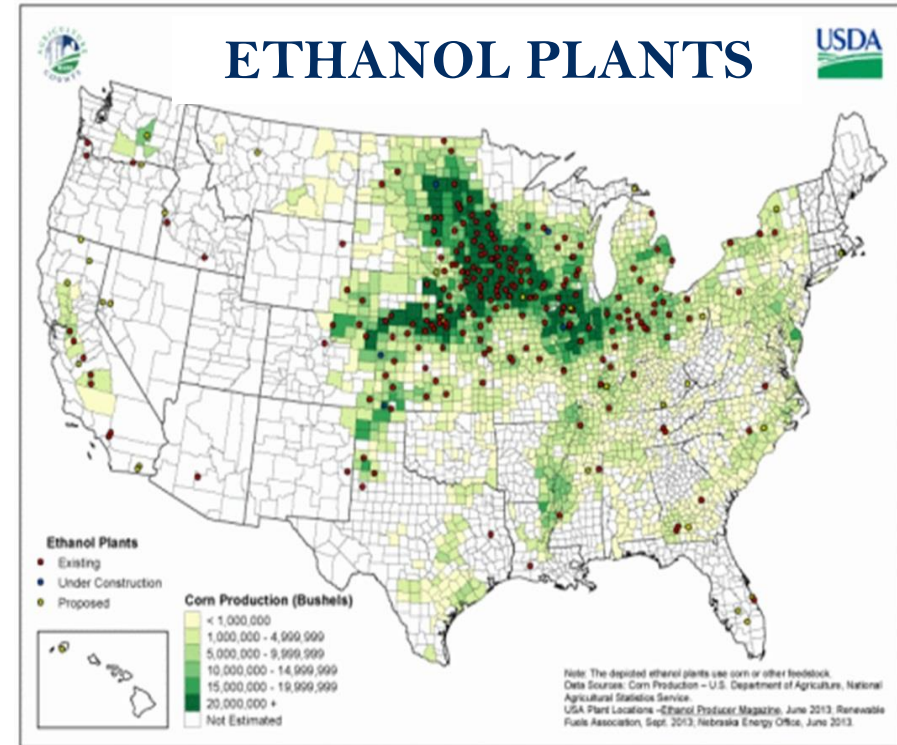 ETHANOL PLANTS
USDA
Ethanol Plants
Existing
Under Construction
Proposed
Corn Production (Bushels)
< 1,000,000
1,000,000 - 4,999,999
5,000,000 - 9,999,999
10,000,000 - 14,999,999
15,000,000 - 19,999,999
20,000,000 +
Not Estimated
Note: The depicted ethanol plants use corn or other feedstock.
Data Sources: Corn Production – U.S. Department of Agriculture, National
Agricultural Statistics Service.
USA Plant Locations –Ethanol Producer Magazine, June 2013; Renewable
Fuels Association, Sept. 2013; Nebraska Energy Office, June 2013.